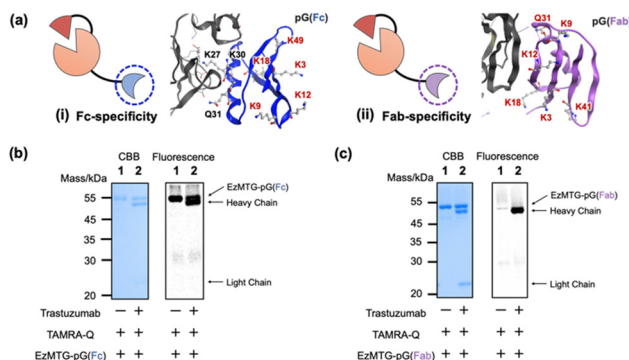 (a)
pG(Fc)
K49
K27 K30
K18
K3
K12
Q31
K9
(i) Fc-specificity
(ii) Fab-specificity
pG(Fab
Q31 K9
K12
K18
K3
K41
(b)
CBB Fluorescence
Mass/kDa 1 2 1 2
55
45
35
30
20
EzMTG-pG(Fc)
Heavy Chain
Light Chain
Trastuzumab − + − +
TAMRA-Q + + + +
EzMTG-pG(Fc) + + + +
(c)
CBB Fluorescence
Mass/kDa 1 2 1 2
55
45
35
30
20
EzMTG-pG(Fab)
Heavy Chain
Light Chain
Trastuzumab − + − +
TAMRA-Q + + + +
EzMTG-pG(Fab) + + + +